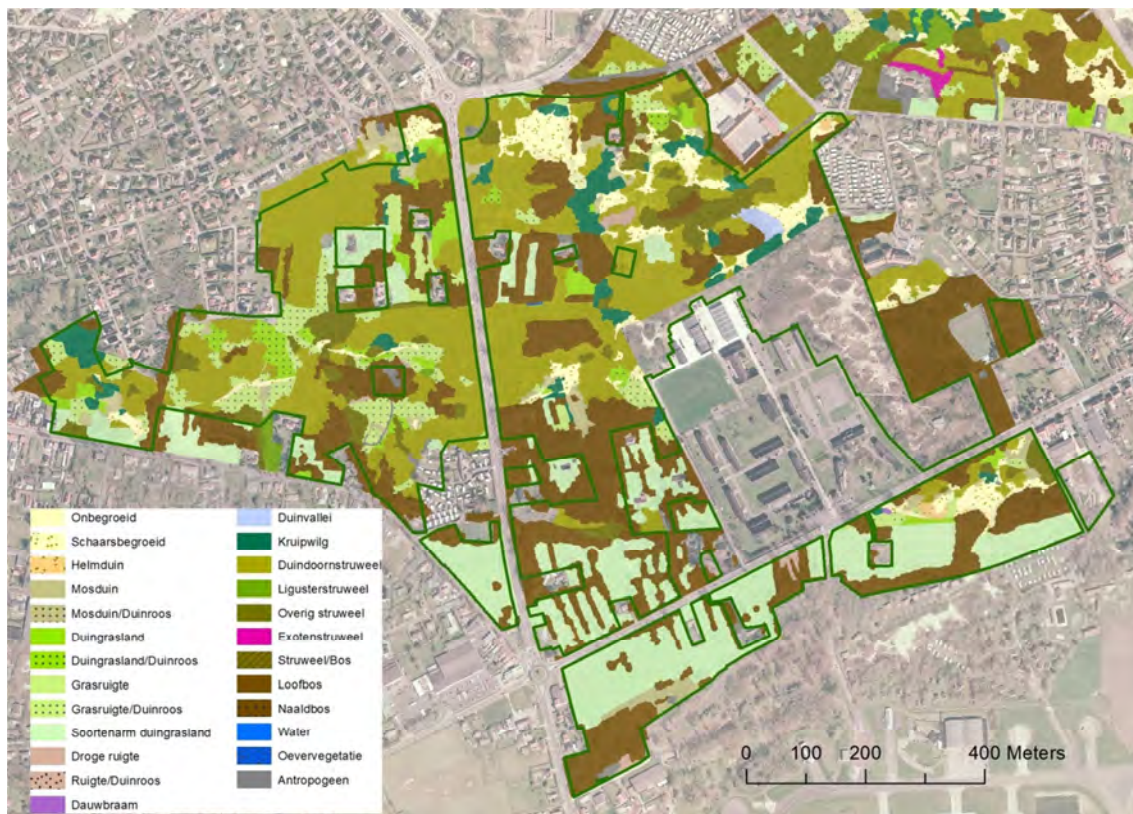 Onbegroeid
Schaarsbegroeid
Helmduin
Mosduin
Mosduin/Duinroos
Duingrasland
Duingrasland/Duinroos
Grasruigte
Grasruigte/Duinroos
Soortenarm duingrasland
Droge ruigte
Ruigte/Duinroos
Dauwbraam
Duinvallei
Kruipwilg
Duindoornstruweel
Ligusterstruweel
Overig struweel
Exotenstruweel
Struweel/Bos
Loofbos
Naaldbos
Water
Oevervegetatie
Antropogeen
0 100 200 400 Meters